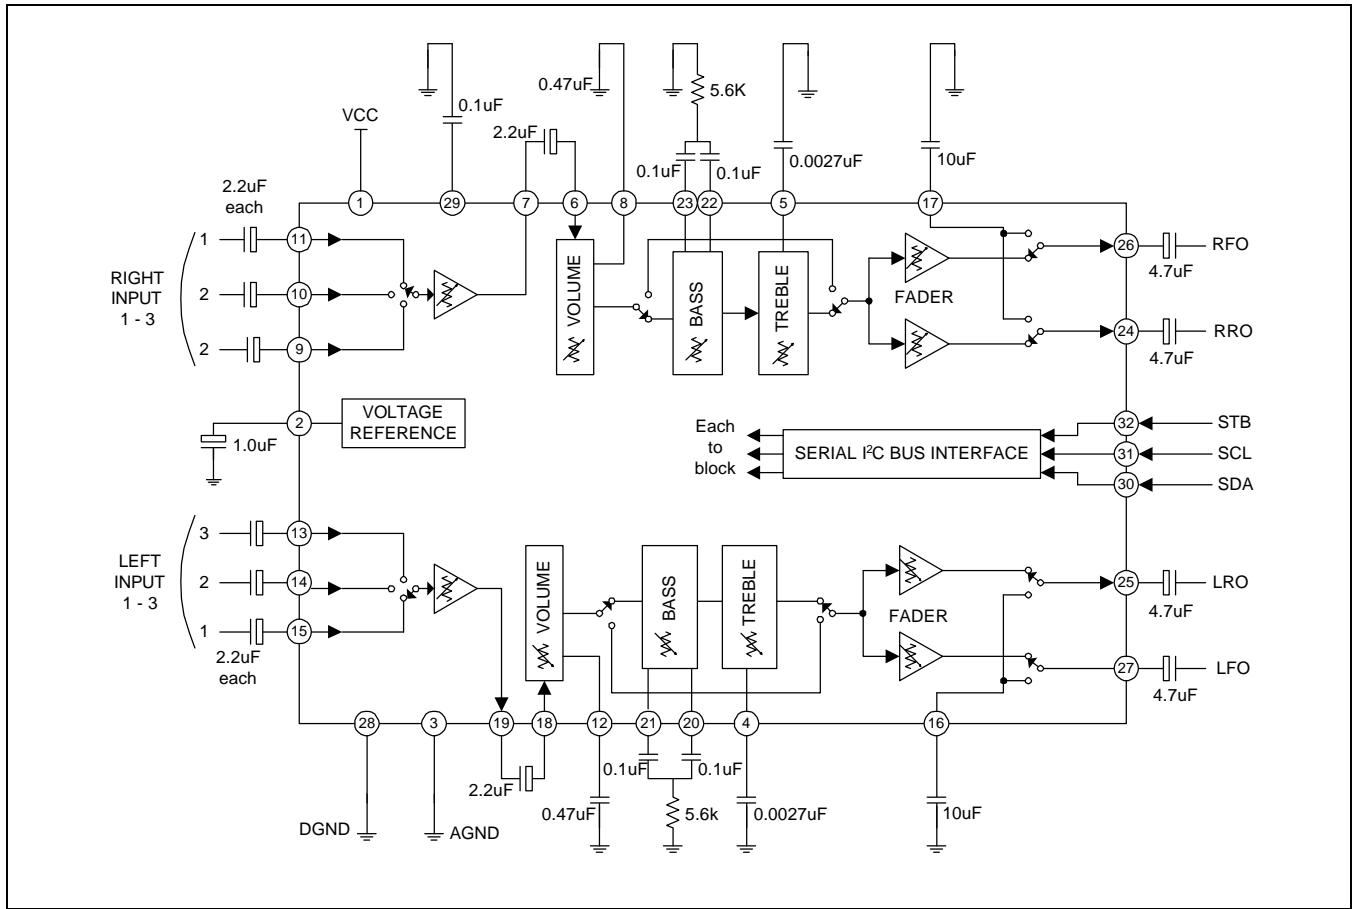 0.1uF
0.47uF
5.6K
VCC
2.2uF
0.1uF
0.1uF
0.0027uF
10uF
2.2uF
each
1
29
7
6
8
23
22
5
17
RIGHT
INPUT
1 - 3
1
2
2
11
10
9
VOLUME
BASS
TREBLE
FADER
26
RFO
4.7uF
24
RRO
4.7uF
2
1.0uF
VOLTAGE
REFERENCE
Each
to
block
SERIAL I²C BUS INTERFACE
32
STB
31
SCL
30
SDA
LEFT
INPUT
1 - 3
3
2
1
13
14
15
2.2uF
each
VOLUME
BASS
TREBLE
FADER
25
LRO
4.7uF
27
LFO
4.7uF
28
3
19
18
12
21
20
4
16
0.1uF
0.1uF
2.2uF
0.47uF
5.6k
0.0027uF
10uF
DGND
AGND